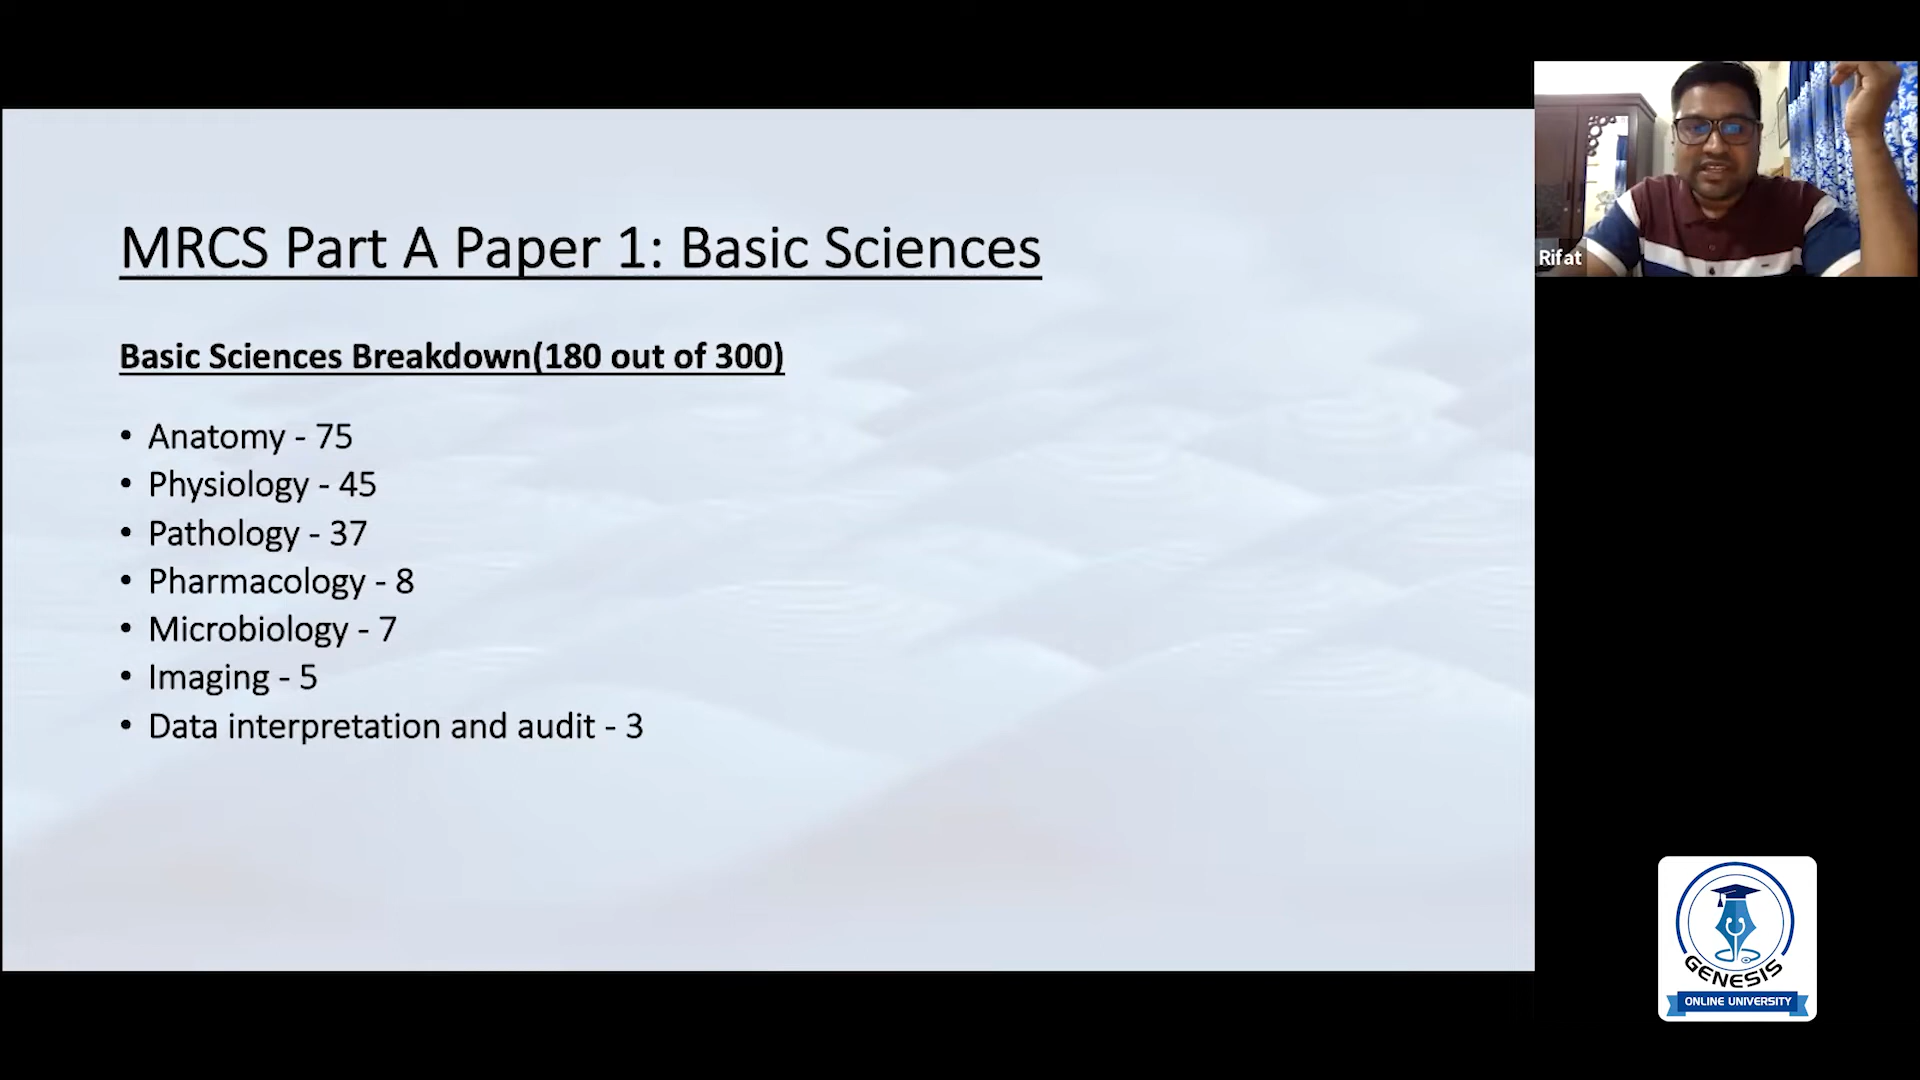 MRCS Part A Paper 1: Basic Sciences
Basic Sciences Breakdown(180 out of 300)
• Anatomy - 75
• Physiology - 45
• Pathology - 37
• Pharmacology - 8
• Microbiology - 7
• Imaging - 5
• Data interpretation and audit - 3
Rifat
GENESIS
ONLINE UNIVERSITY